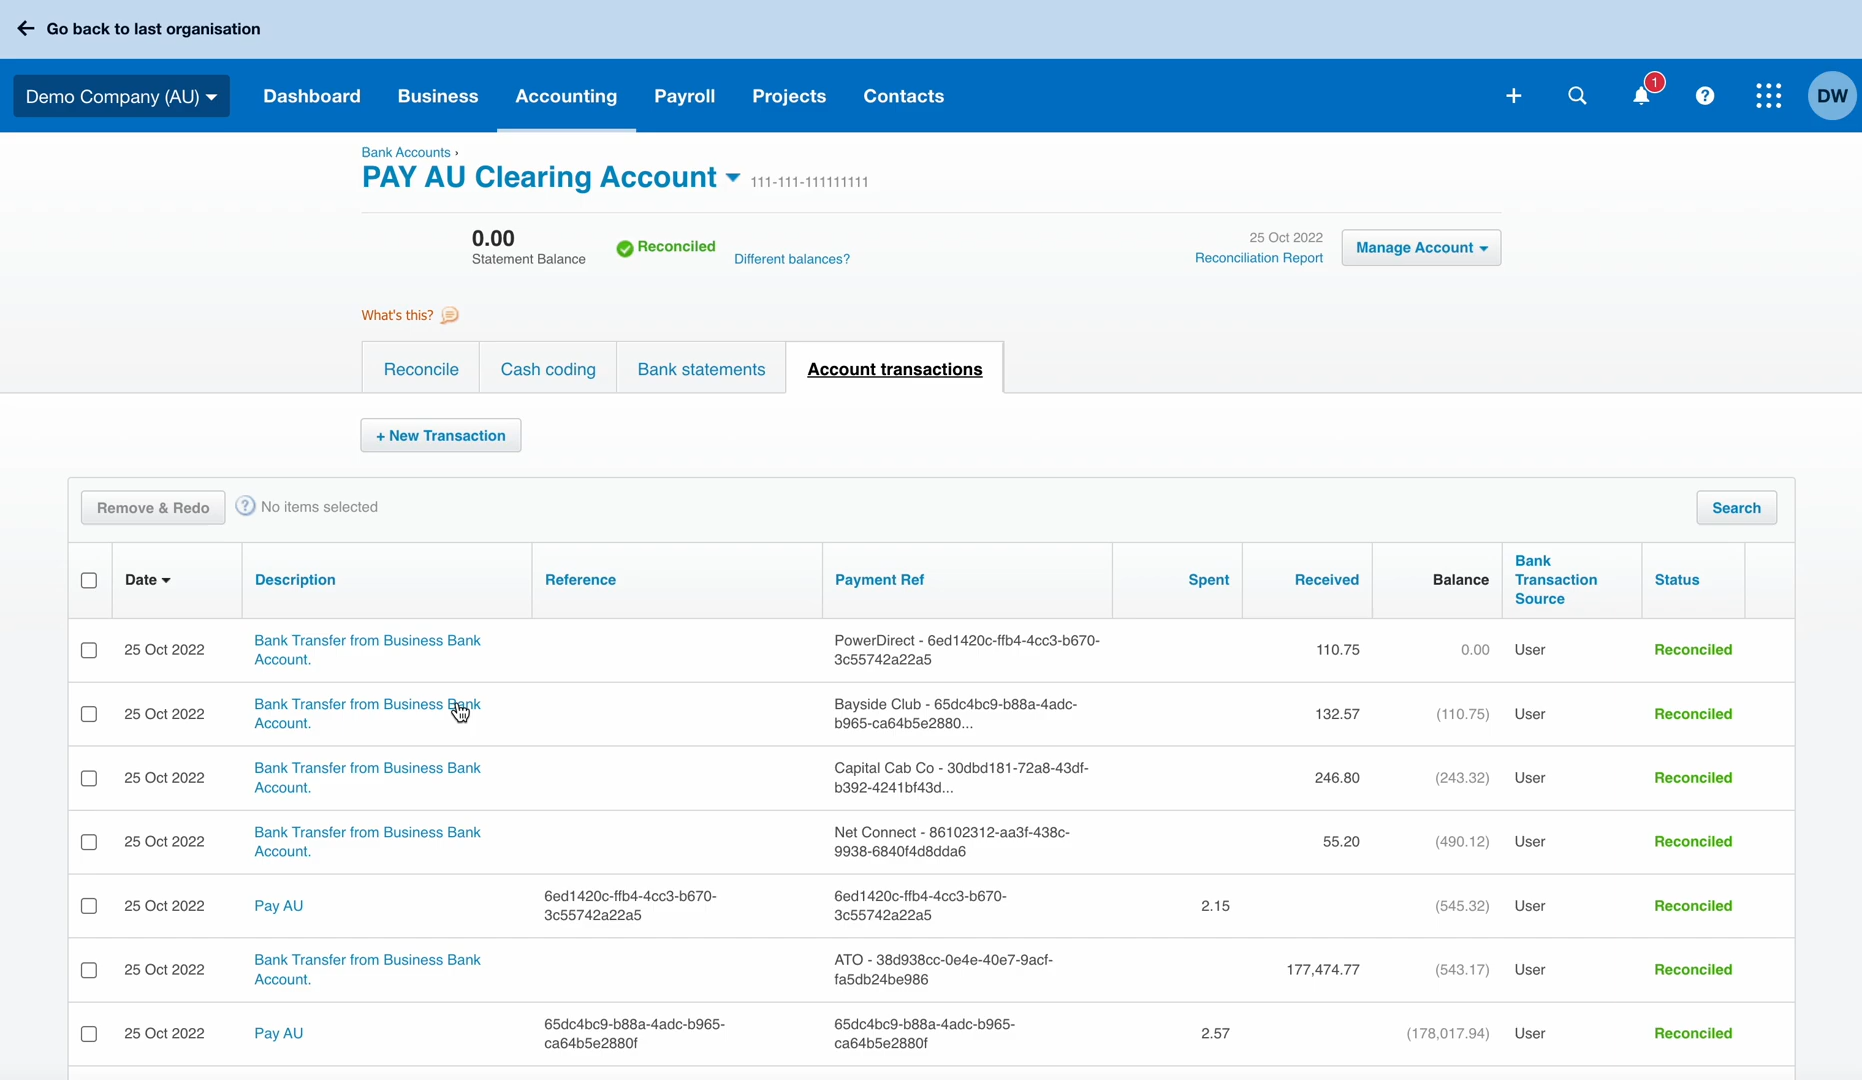 Go back to last organisation
Demo Company (AU) Dashboard Business Accounting Payroll Projects Contacts 1 DW
Bank Accounts ›
PAY AU Clearing Account 111-111-111111111
0.00
Statement Balance
Reconciled
Different balances?
25 Oct 2022
Reconciliation Report
Manage Account
What's this?
Reconcile Cash coding Bank statements Account transactions
+ New Transaction
Remove & Redo ? No items selected Search
Date Description Reference Payment Ref Spent Received Balance Bank Transaction Source Status
25 Oct 2022 Bank Transfer from Business Bank Account. PowerDirect - 6ed1420c-ffb4-4cc3-b670-3c55742a22a5 110.75 0.00 User Reconciled
25 Oct 2022 Bank Transfer from Business Bank Account. Bayside Club - 65dc4bc9-b88a-4adc-b965-ca64b5e2880... 132.57 (110.75) User Reconciled
25 Oct 2022 Bank Transfer from Business Bank Account. Capital Cab Co - 30dbd181-72a8-43df-b392-4241bf43d... 246.80 (243.32) User Reconciled
25 Oct 2022 Bank Transfer from Business Bank Account. Net Connect - 86102312-aa3f-438c-9938-6840f4d8dda6 55.20 (490.12) User Reconciled
25 Oct 2022 Pay AU 6ed1420c-ffb4-4cc3-b670-3c55742a22a5 6ed1420c-ffb4-4cc3-b670-3c55742a22a5 2.15 (545.32) User Reconciled
25 Oct 2022 Bank Transfer from Business Bank Account. ATO - 38d938cc-0e4e-40e7-9acf-fa5db24be986 177,474.77 (543.17) User Reconciled
25 Oct 2022 Pay AU 65dc4bc9-b88a-4adc-b965-ca64b5e2880f 65dc4bc9-b88a-4adc-b965-ca64b5e2880f 2.57 (178,017.94) User Reconciled